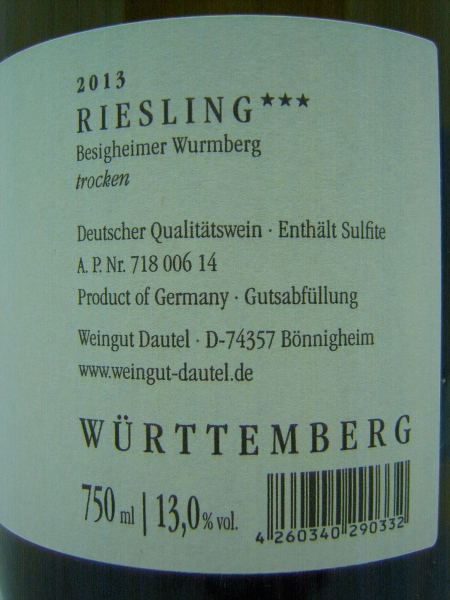 2013
RIESLING★★★
Besigheimer Wurmberg
trocken
Deutscher Qualitätswein · Enthält Sulfite
A. P. Nr. 718 006 14
Product of Germany · Gutsabfüllung
Weingut Dautel · D-74357 Bönnigheim
www.weingut-dautel.de
WÜRTTEMBERG
750 ml | 13,0% vol.
4 260340 290332